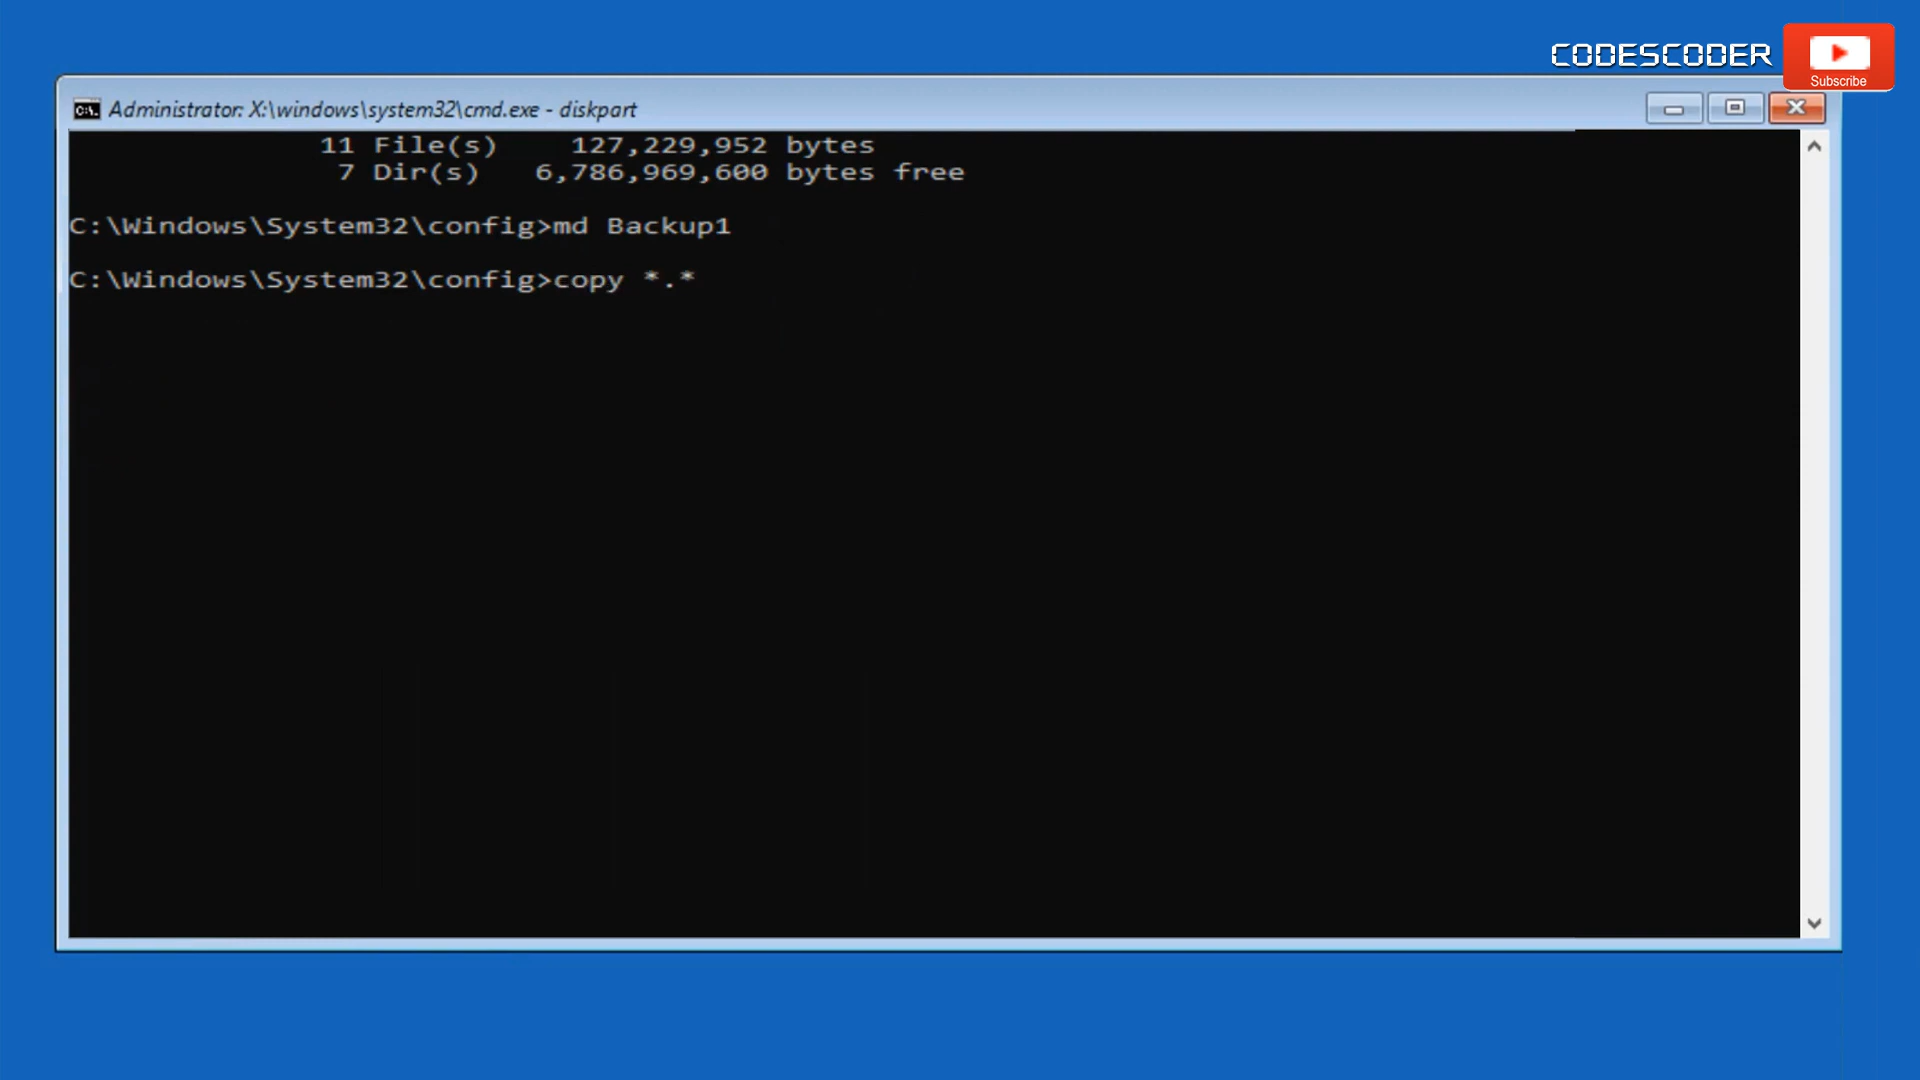 CODESCODER
Subscribe
Administrator: X:\windows\system32\cmd.exe - diskpart
11 File(s) 127,229,952 bytes
7 Dir(s) 6,786,969,600 bytes free
C:\Windows\System32\config>md Backup1
C:\Windows\System32\config>copy *.*